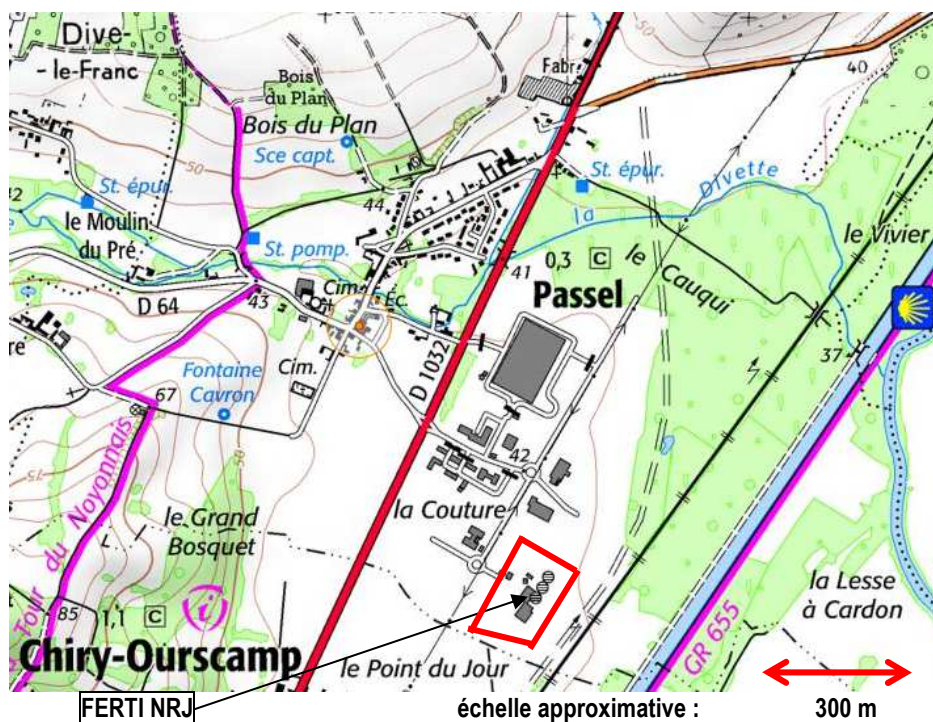 Dive-
-le-Franc
Bois
du Plan
Bois du Plan
Sce capt.
Fabr.
40
50
50
St. épur.
le Moulin
du Pré
44
St. épur.
la Divette
le Vivier
St. pomp.
41
0,3 C
le Cauqui
Passel
Cim.
Éc.
D 64
43
37
D 1032
Fontaine
Cavron
Cim.
67
50
75
42
la Couture
Tour du Noyonnais
le Grand
Bosquet
la Lesse
à Cardon
85
1,1 C
GR 655
Chiry-Ourscamp
le Point du Jour
FERTI NRJ
échelle approximative : 300 m